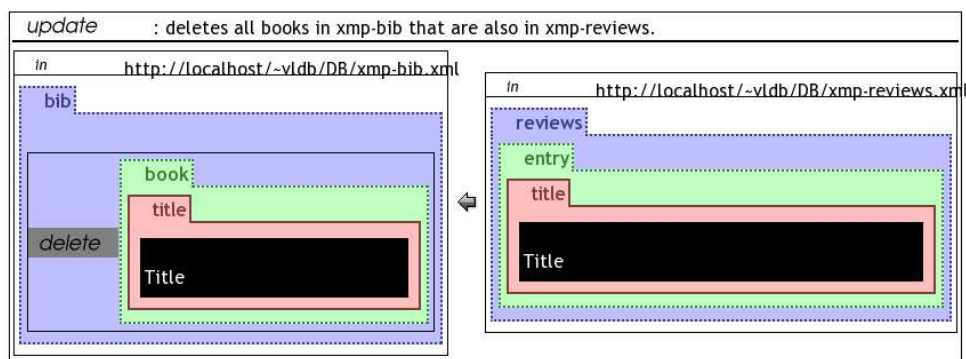 update : deletes all books in xmp-bib that are also in xmp-reviews.
in http://localhost/~vldb/DB/xmp-bib.xml
bib
book
title
delete
Title
in http://localhost/~vldb/DB/xmp-reviews.xml
reviews
entry
title
Title